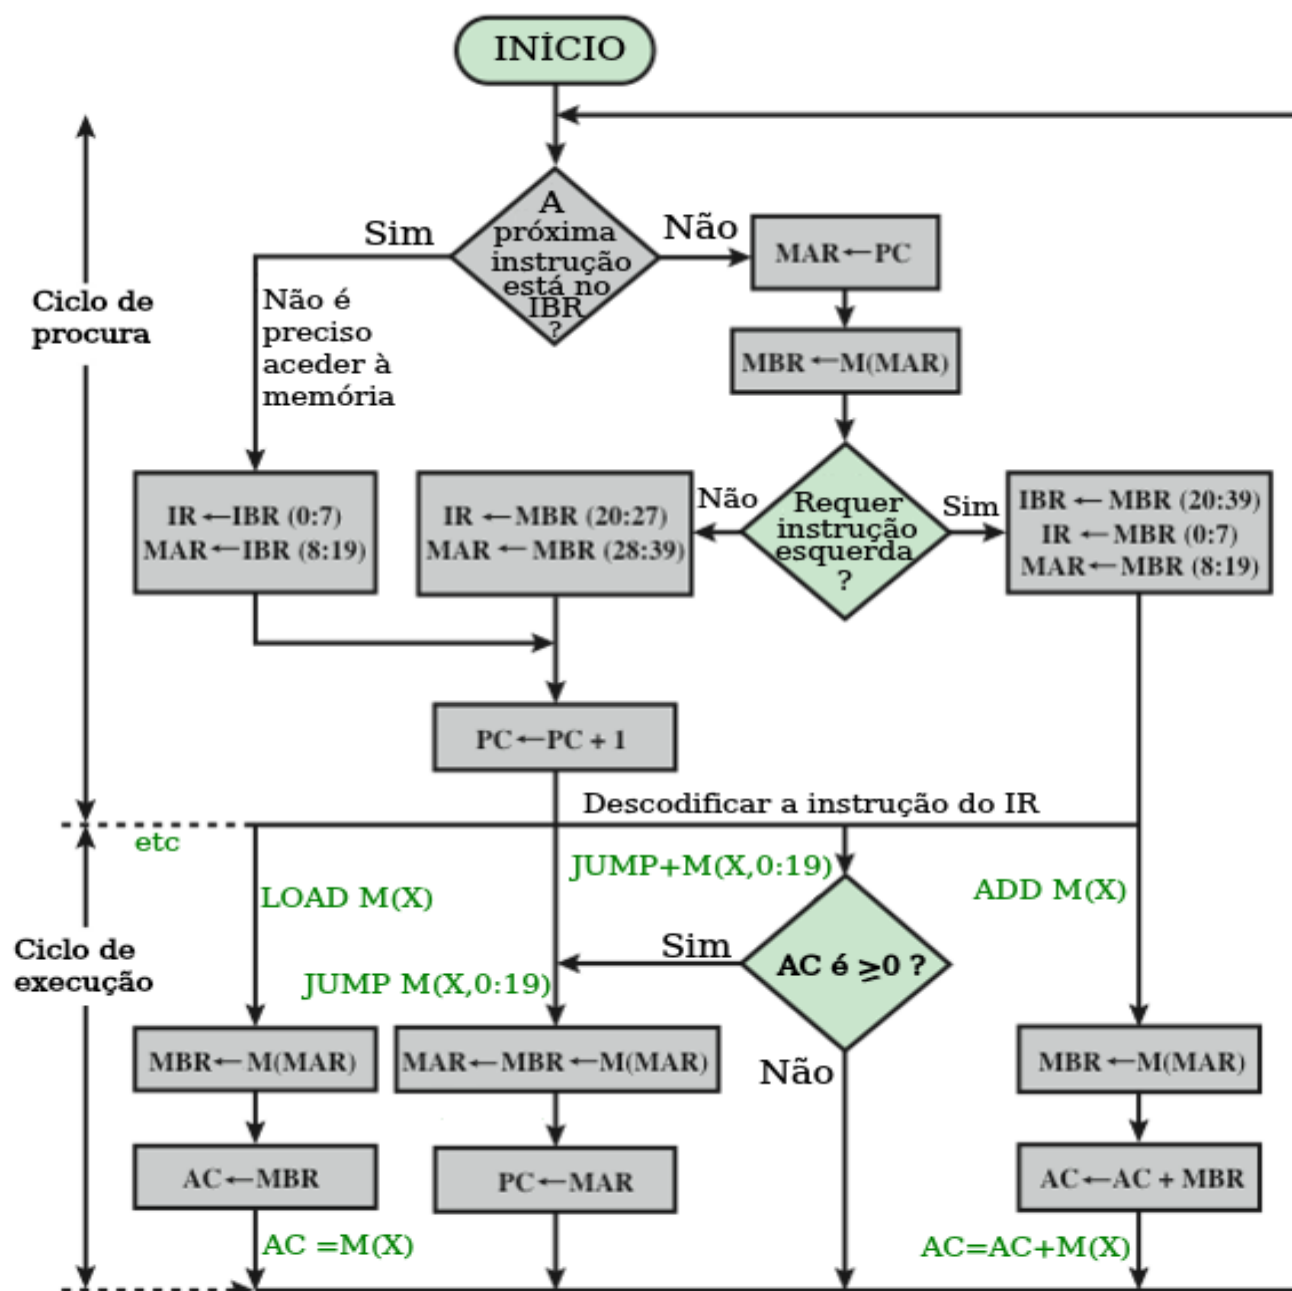 INÍCIO
A
próxima
instrução
está no
IBR
?
Sim
Não
MAR←PC
Não é
preciso
aceder à
memória
Ciclo de
procura
MBR←M(MAR)
IR←IBR (0:7)
MAR←IBR (8:19)
IR←MBR (20:27)
MAR←MBR (28:39)
Não
Requer
instrução
esquerda
?
Sim
IBR←MBR (20:39)
IR←MBR (0:7)
MAR←MBR (8:19)
PC←PC + 1
Descodificar a instrução do IR
etc
LOAD M(X)
JUMP+M(X,0:19)
ADD M(X)
Ciclo de
execução
Sim
AC é ≥0 ?
JUMP M(X,0:19)
Não
MBR←M(MAR)
MAR←MBR←M(MAR)
MBR←M(MAR)
AC←MBR
PC←MAR
AC←AC + MBR
AC =M(X)
AC=AC+M(X)